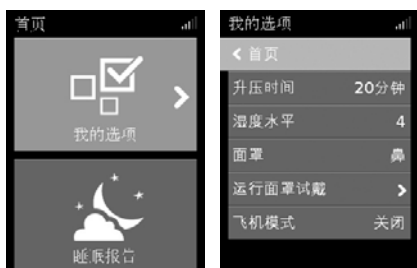 首页
我的选项
睡眠报告
我的选项
首页
升压时间 20分钟
湿度水平 4
面罩 鼻
运行面罩试戴
飞机模式 关闭